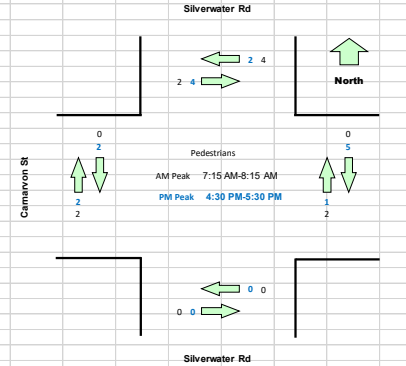 Silverwater Rd
2 4
2 4
North
0 0
2 5
Pedestrians
Camarvon St
AM Peak 7:15 AM-8:15 AM
PM Peak 4:30 PM-5:30 PM
2 1
2 2
0 0
0 0
Silverwater Rd